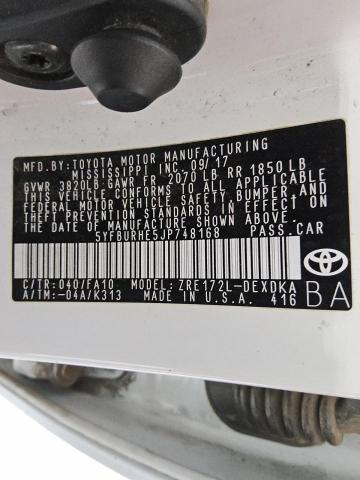 MFD.BY:TOYOTA MOTOR MANUFACTURING
MISSISSIPPI INC. 09/17
GVWR 3820LB:GAWR FR 2070 LB RR 1850 LB
THIS VEHICLE CONFORMS TO ALL APPLICABLE
FEDERAL MOTOR VEHICLE SAFETY, BUMPER, AND
THEFT PREVENTION STANDARDS IN EFFECT ON
THE DATE OF MANUFACTURE SHOWN ABOVE.
5YFBURHE5JP748168 PASS.CAR
TOYOTA
C/TR:040/FA10 MODEL:ZRE172L-DEXDKA
A/TM:-04A/K313 MADE IN U.S.A. 416
BA